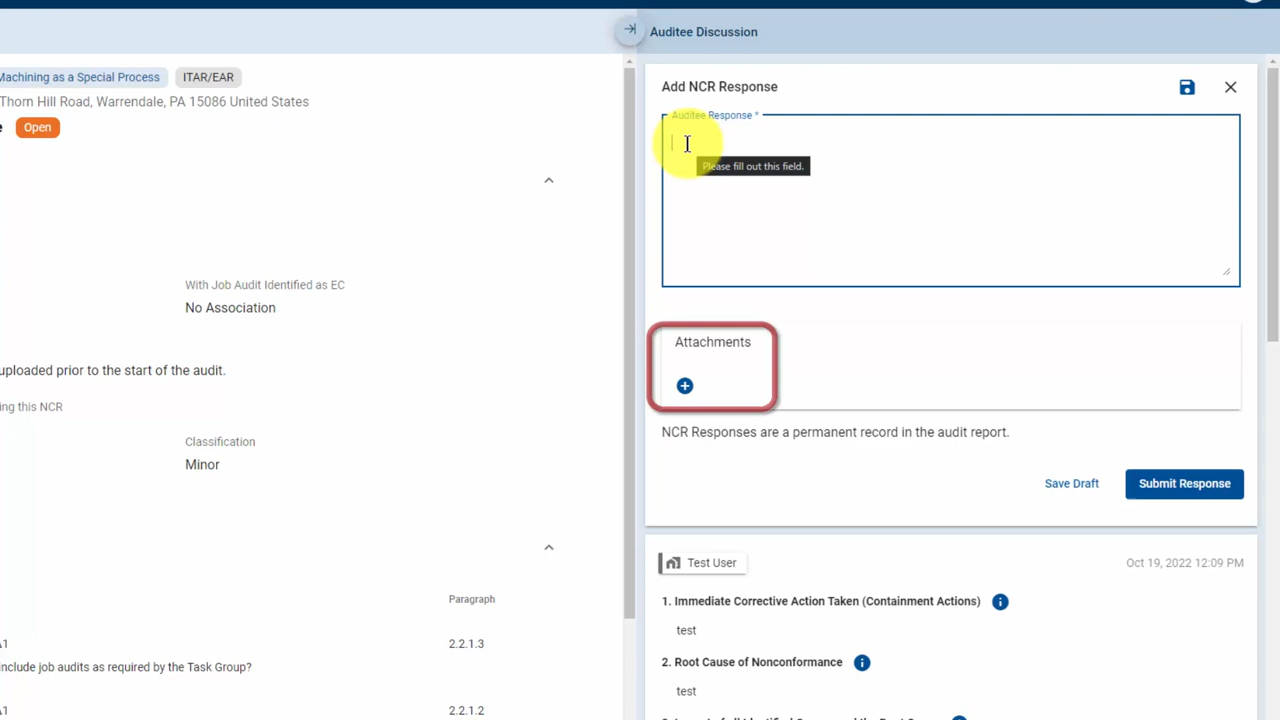 Machining as a Special Process ITAR/EAR
Thorn Hill Road, Warrendale, PA 15086 United States
Open
With Job Audit Identified as EC
No Association
uploaded prior to the start of the audit.
ing this NCR
Classification
Minor
Paragraph
A1 2.2.1.3
include job audits as required by the Task Group?
A1 2.2.1.2
Auditee Discussion
Add NCR Response
Auditee Response *
Please fill out this field.
Attachments
NCR Responses are a permanent record in the audit report.
Save Draft Submit Response
Test User Oct 19, 2022 12:09 PM
1. Immediate Corrective Action Taken (Containment Actions)
test
2. Root Cause of Nonconformance
test